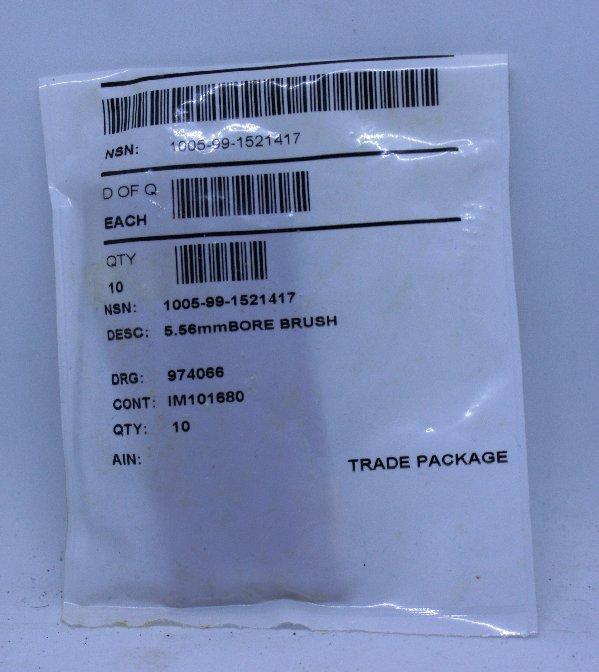 NSN: 1005-99-1521417
D OF Q
EACH
QTY
10
NSN: 1005-99-1521417
DESC: 5.56mmBORE BRUSH
DRG: 974066
CONT: IM101680
QTY: 10
AIN:
TRADE PACKAGE